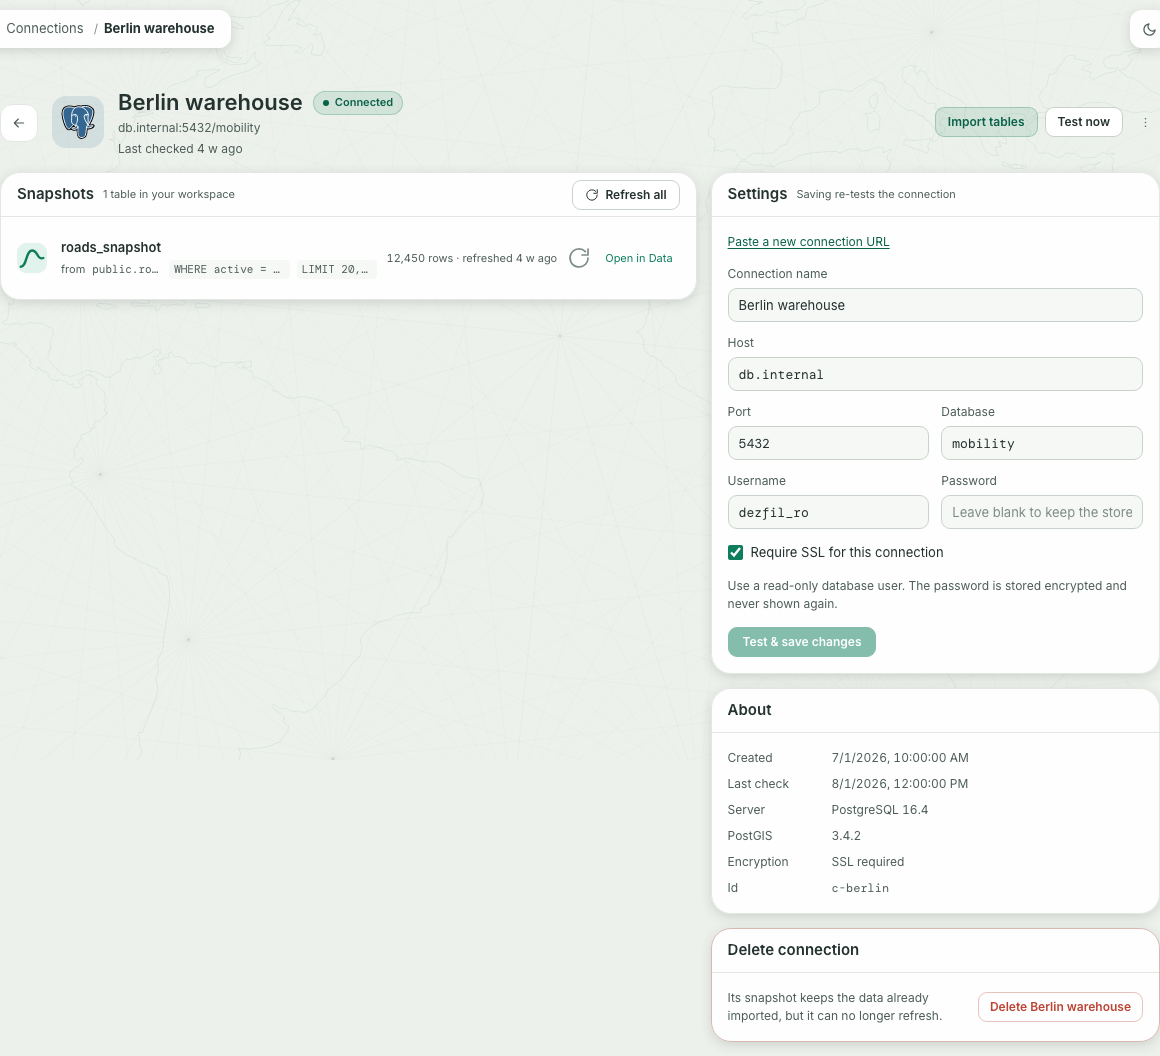 Connections / Berlin warehouse
Berlin warehouse
Connected
db.internal:5432/mobility
Last checked 4 w ago
Import tables
Test now
Snapshots 1 table in your workspace
Refresh all
roads_snapshot
from public.ro… WHERE active = … LIMIT 20,…
12,450 rows · refreshed 4 w ago
Open in Data
Settings Saving re-tests the connection
Paste a new connection URL
Connection name
Berlin warehouse
Host
db.internal
Port
5432
Database
mobility
Username
dezfil_ro
Password
Leave blank to keep the store
Require SSL for this connection
Use a read-only database user. The password is stored encrypted and
never shown again.
Test & save changes
About
Created 7/1/2026, 10:00:00 AM
Last check 8/1/2026, 12:00:00 PM
Server PostgreSQL 16.4
PostGIS 3.4.2
Encryption SSL required
Id c-berlin
Delete connection
Its snapshot keeps the data already
imported, but it can no longer refresh.
Delete Berlin warehouse